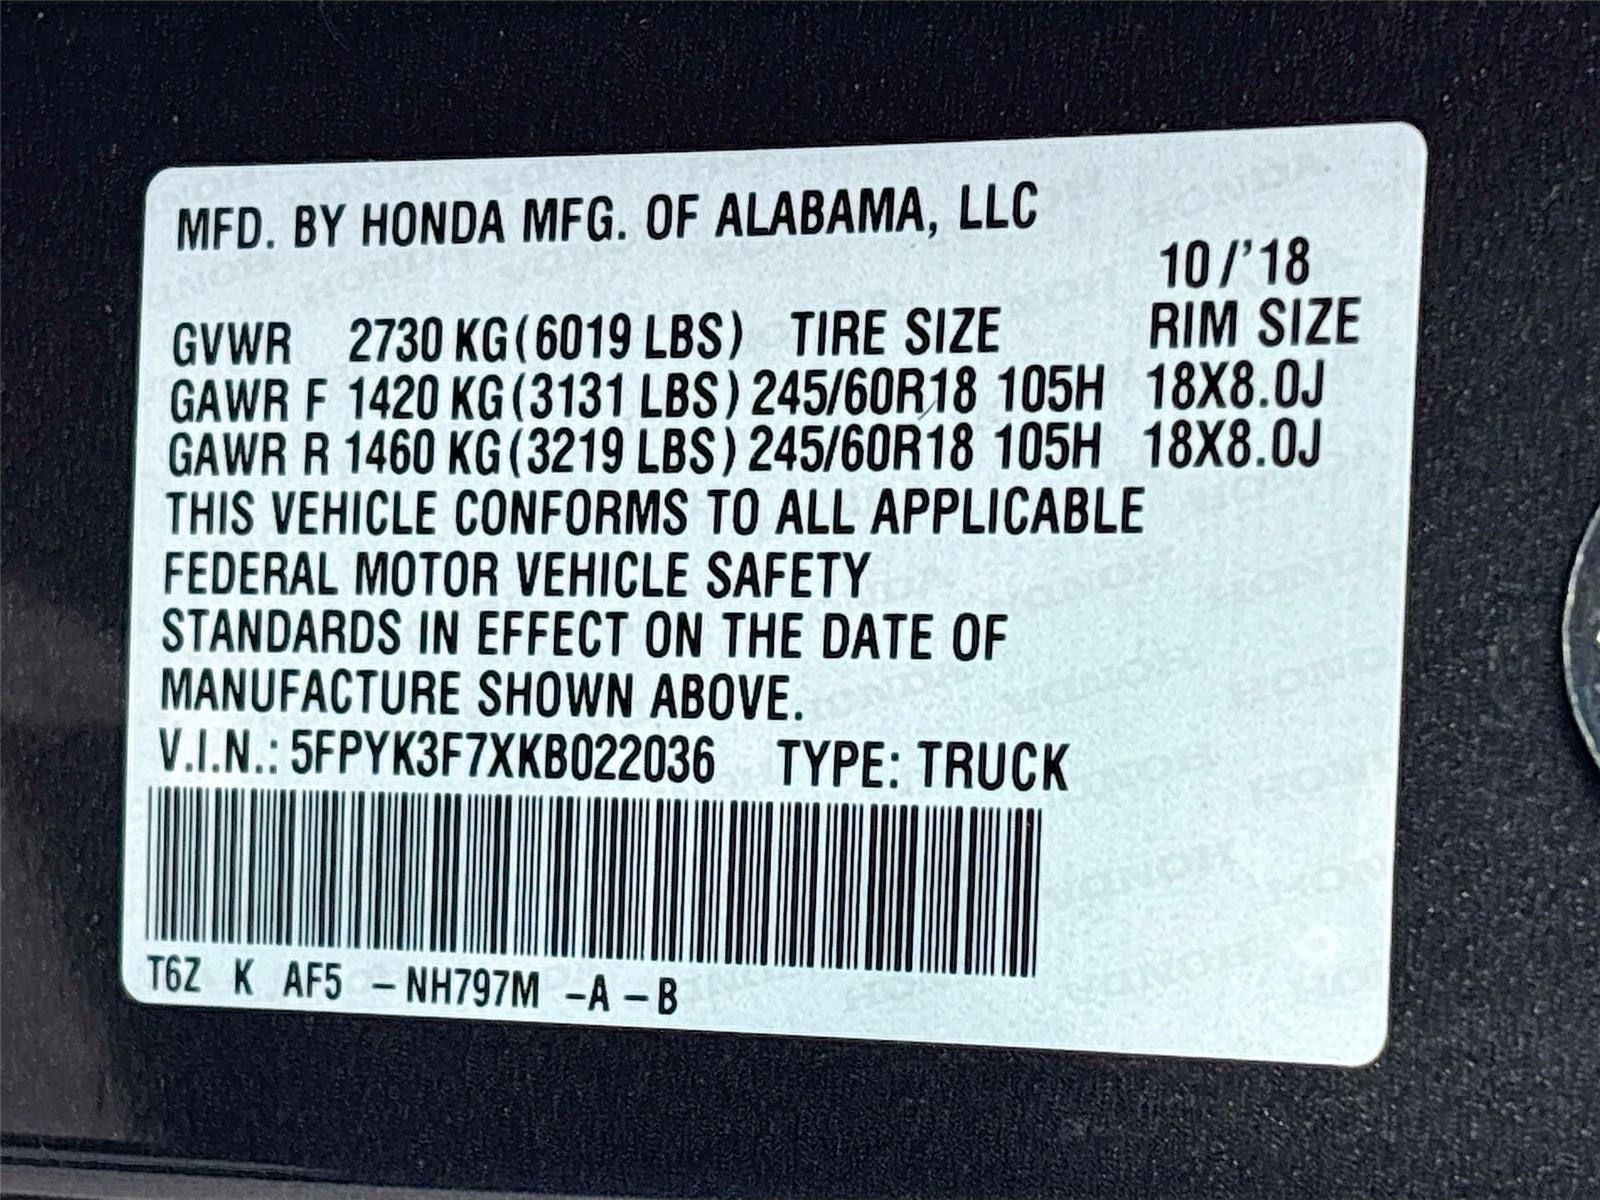 MFD. BY HONDA MFG. OF ALABAMA, LLC
10/'18
GVWR 2730 KG(6019 LBS) TIRE SIZE RIM SIZE
GAWR F 1420 KG(3131 LBS) 245/60R18 105H 18X8.0J
GAWR R 1460 KG(3219 LBS) 245/60R18 105H 18X8.0J
THIS VEHICLE CONFORMS TO ALL APPLICABLE
FEDERAL MOTOR VEHICLE SAFETY
STANDARDS IN EFFECT ON THE DATE OF
MANUFACTURE SHOWN ABOVE.
V.I.N.: 5FPYK3F7XKB022036 TYPE: TRUCK
T6Z K AF5 -NH797M -A-B